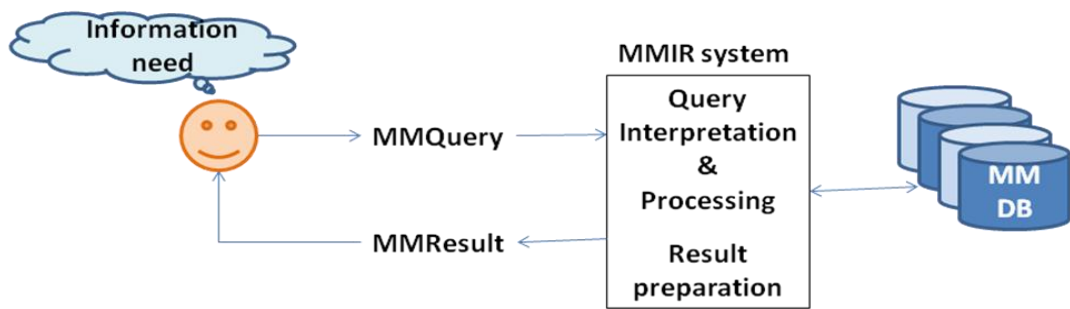 Information
need
MMIR system
MMQuery
Query
Interpretation
&
Processing
MM
DB
MMResult
Result
preparation